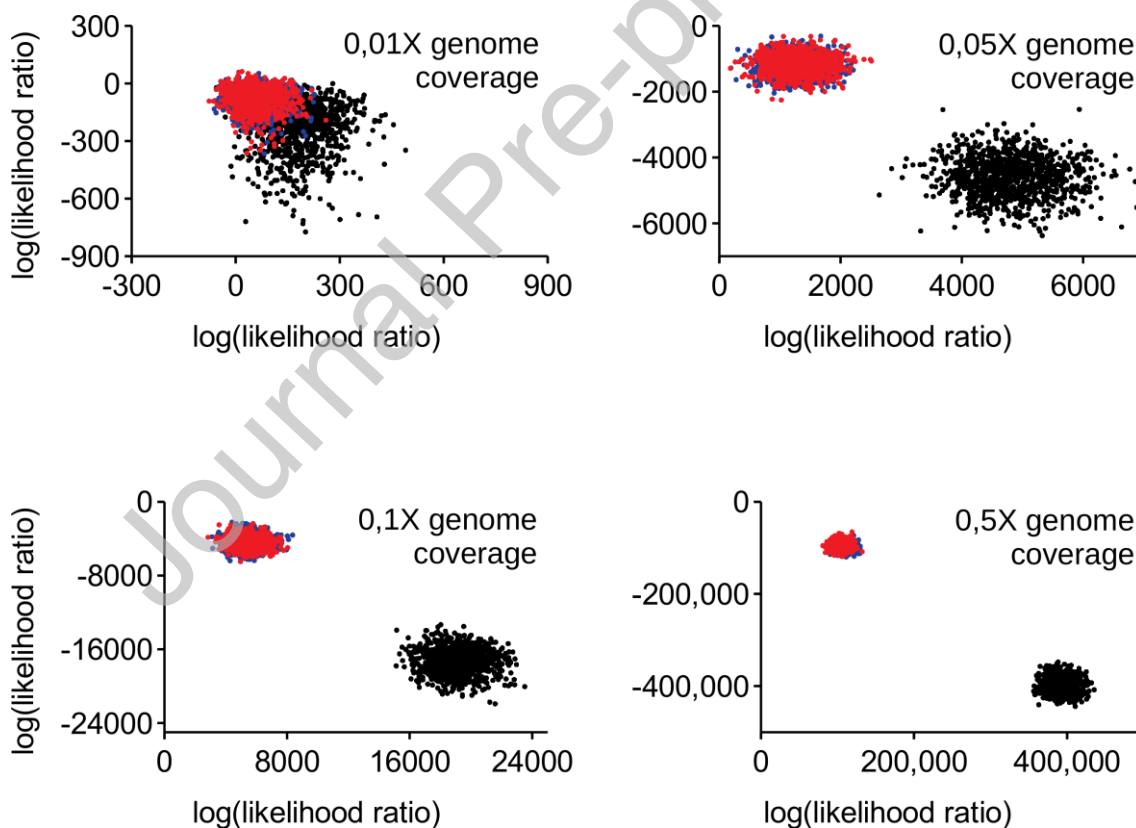 300
0
-300
-600
-900
-300
0
300
600
900
0,01X genome
coverage
log(likelihood ratio)
log(likelihood ratio)
0
-2000
-4000
-6000
0
2000
4000
6000
0,05X genome
coverage
log(likelihood ratio)
0
-8000
-16000
-24000
0
8000
16000
24000
0,1X genome
coverage
log(likelihood ratio)
log(likelihood ratio)
0
-200,000
-400,000
0
200,000
400,000
0,5X genome
coverage
log(likelihood ratio)
Journal Pre-p